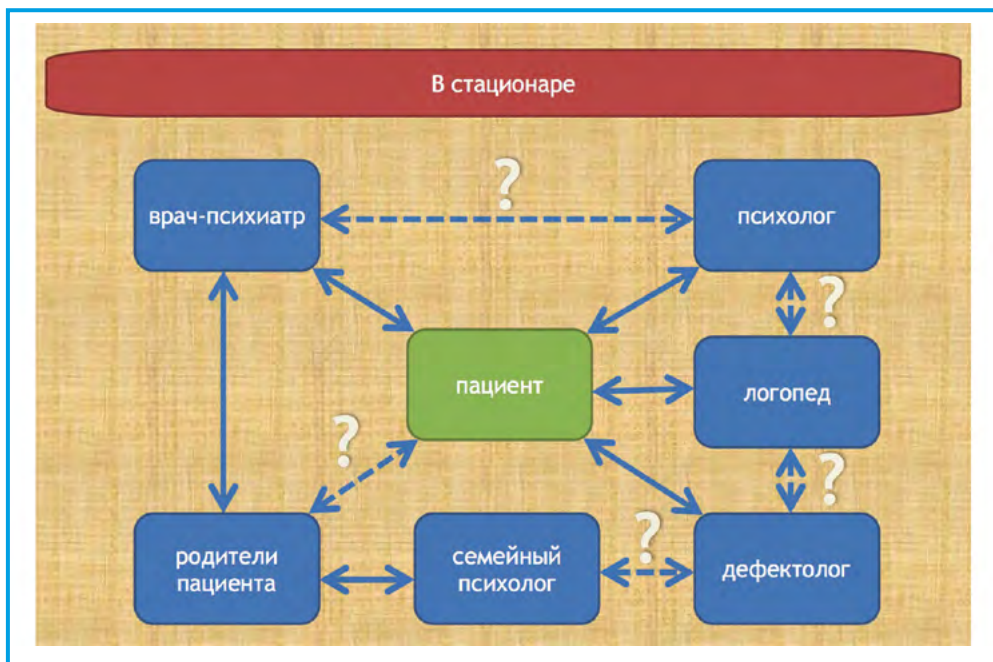 В стационаре
врач-психиатр
?
психолог
?
пациент
логопед
?
?
родители
пациента
семейный
психолог
?
дефектолог